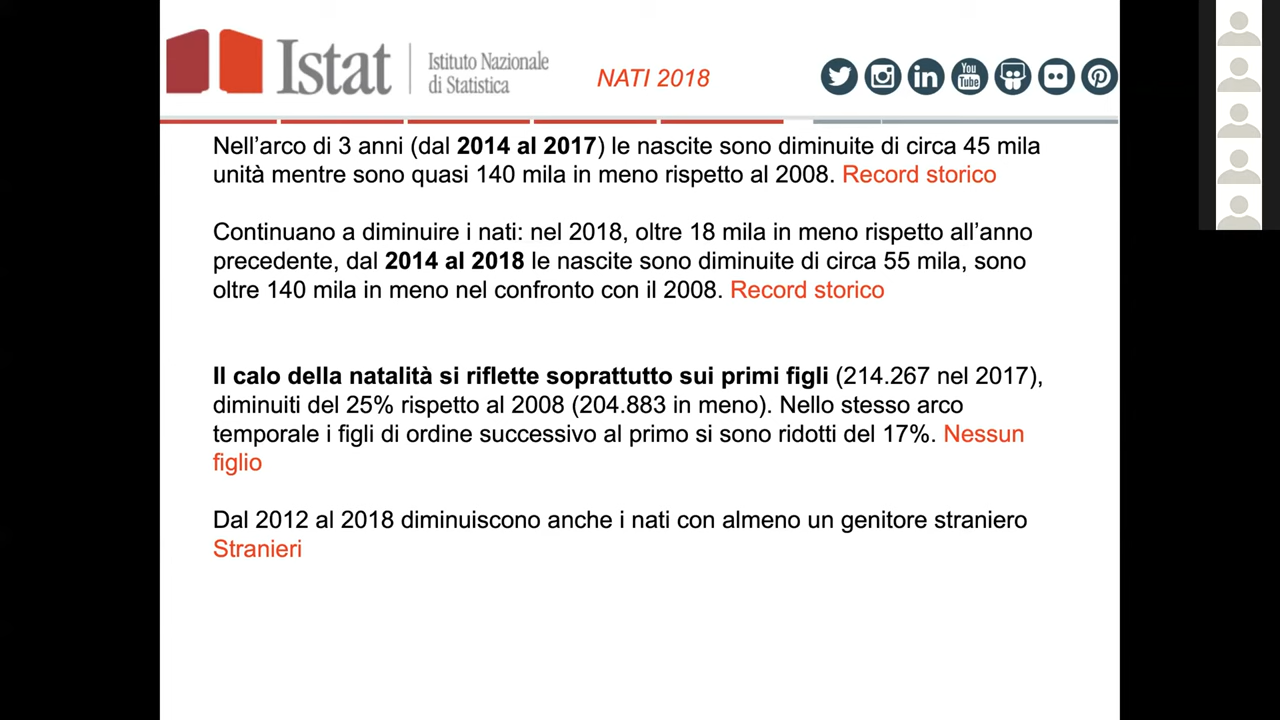 Istat
Istituto Nazionale
di Statistica
NATI 2018
You
Tube
Nell'arco di 3 anni (dal 2014 al 2017) le nascite sono diminuite di circa 45 mila
unità mentre sono quasi 140 mila in meno rispetto al 2008. Record storico
Continuano a diminuire i nati: nel 2018, oltre 18 mila in meno rispetto all'anno
precedente, dal 2014 al 2018 le nascite sono diminuite di circa 55 mila, sono
oltre 140 mila in meno nel confronto con il 2008. Record storico
Il calo della natalità si riflette soprattutto sui primi figli (214.267 nel 2017),
diminuiti del 25% rispetto al 2008 (204.883 in meno). Nello stesso arco
temporale i figli di ordine successivo al primo si sono ridotti del 17%. Nessun
figlio
Dal 2012 al 2018 diminuiscono anche i nati con almeno un genitore straniero
Stranieri